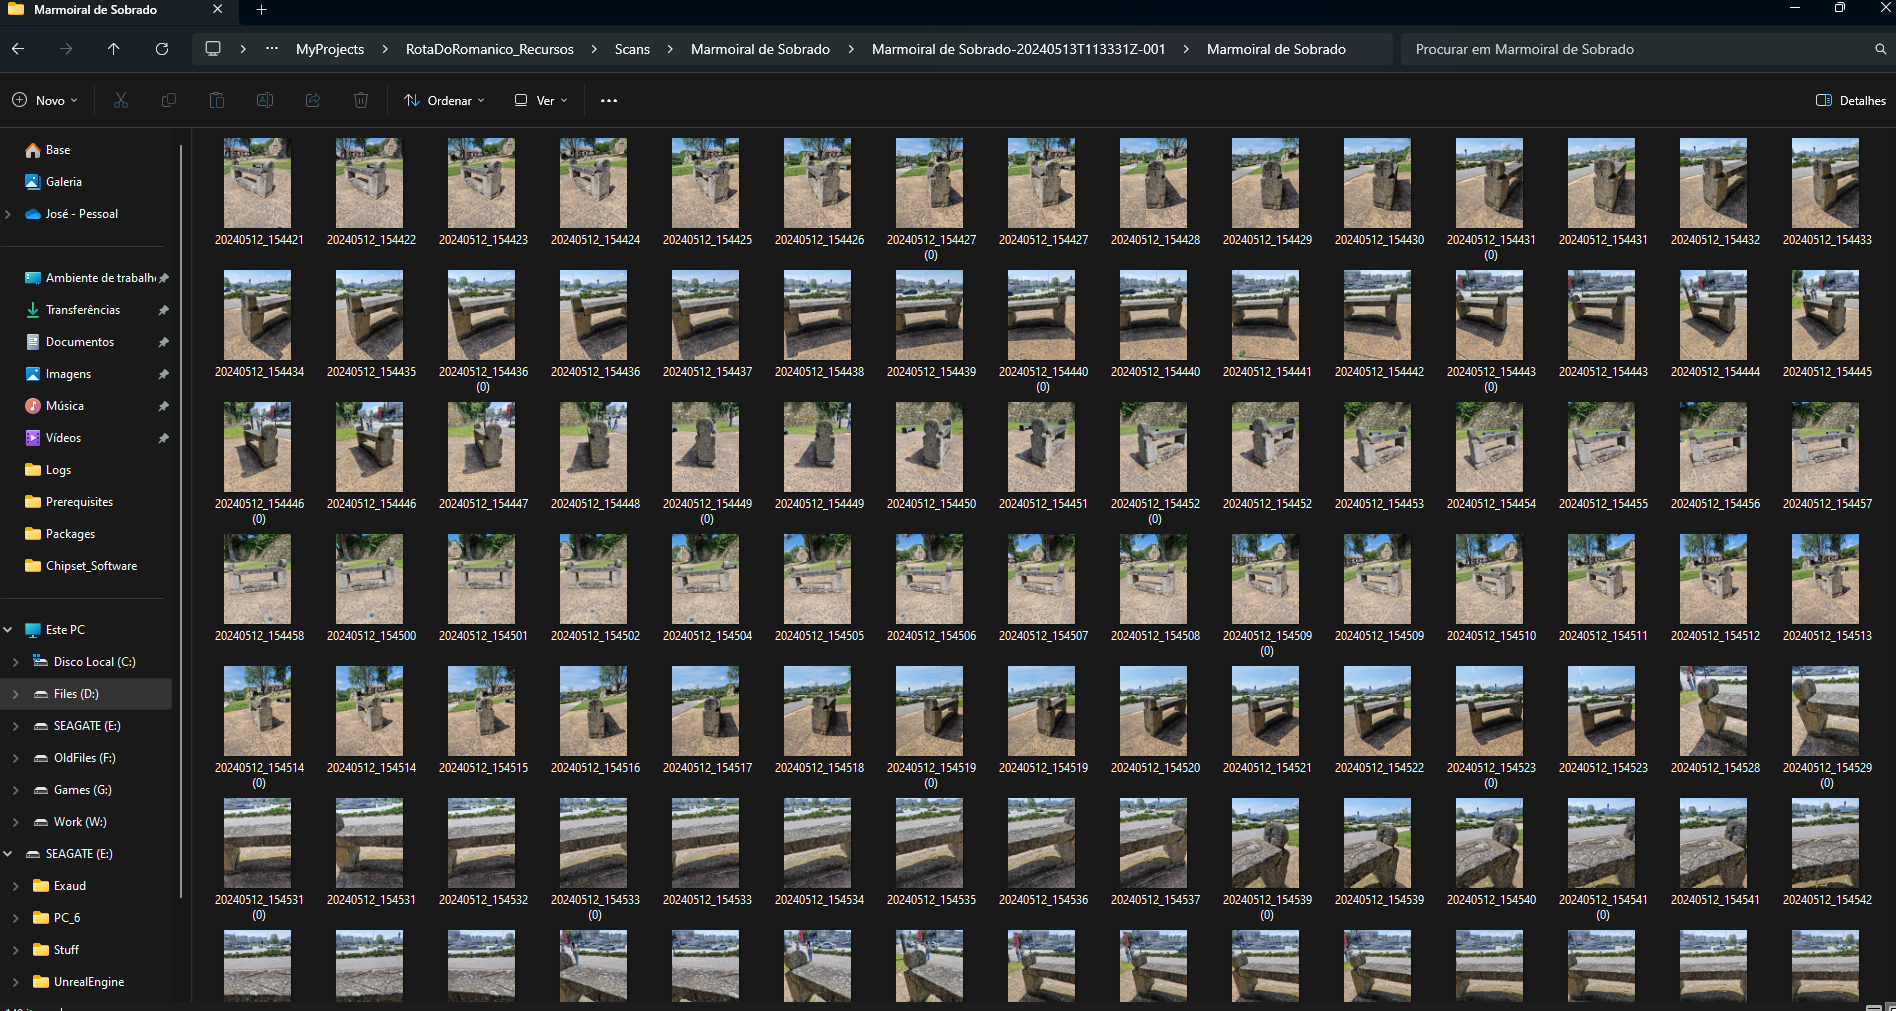 Marmoiral de Sobrado
MyProjects RotaDoRomanico_Recursos Scans Marmoiral de Sobrado Marmoiral de Sobrado-20240513T113331Z-001 Marmoiral de Sobrado Procurar em Marmoiral de Sobrado
Novo Ordenar Ver Detalhes
Base
Galeria
José - Pessoal
Ambiente de trabalh
Transferências
Documentos
Imagens
Música
Vídeos
Logs
Prerequisites
Packages
Chipset_Software
Este PC
Disco Local (C:)
Files (D:)
SEAGATE (E:)
OldFiles (F:)
Games (G:)
Work (W:)
SEAGATE (E:)
Exaud
PC_6
Stuff
UnrealEngine
20240512_154421 20240512_154422 20240512_154423 20240512_154424 20240512_154425 20240512_154426 20240512_154427 20240512_154427 20240512_154428 20240512_154429 20240512_154430 20240512_154431 20240512_154431 20240512_154432 20240512_154433
(0) (0)
20240512_154434 20240512_154435 20240512_154436 20240512_154436 20240512_154437 20240512_154438 20240512_154439 20240512_154440 20240512_154440 20240512_154441 20240512_154442 20240512_154443 20240512_154443 20240512_154444 20240512_154445
(0) (0) (0)
20240512_154446 20240512_154446 20240512_154447 20240512_154448 20240512_154449 20240512_154449 20240512_154450 20240512_154451 20240512_154452 20240512_154452 20240512_154453 20240512_154454 20240512_154455 20240512_154456 20240512_154457
(0) (0) (0)
20240512_154458 20240512_154500 20240512_154501 20240512_154502 20240512_154504 20240512_154505 20240512_154506 20240512_154507 20240512_154508 20240512_154509 20240512_154509 20240512_154510 20240512_154511 20240512_154512 20240512_154513
(0)
20240512_154514 20240512_154514 20240512_154515 20240512_154516 20240512_154517 20240512_154518 20240512_154519 20240512_154519 20240512_154520 20240512_154521 20240512_154522 20240512_154523 20240512_154523 20240512_154528 20240512_154529
(0) (0) (0) (0)
20240512_154531 20240512_154531 20240512_154532 20240512_154533 20240512_154533 20240512_154534 20240512_154535 20240512_154536 20240512_154537 20240512_154539 20240512_154539 20240512_154540 20240512_154541 20240512_154541 20240512_154542
(0) (0) (0) (0)